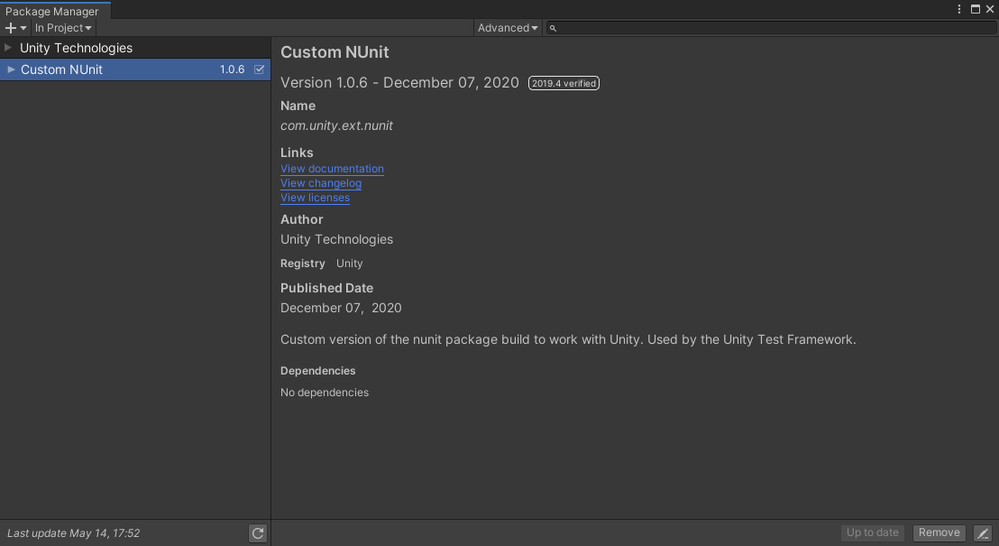 Package Manager
In Project
Advanced
Unity Technologies
Custom NUnit 1.0.6
Custom NUnit
Version 1.0.6 - December 07, 2020 2019.4 verified
Name
com.unity.ext.nunit
Links
View documentation
View changelog
View licenses
Author
Unity Technologies
Registry Unity
Published Date
December 07,  2020
Custom version of the nunit package build to work with Unity. Used by the Unity Test Framework.
Dependencies
No dependencies
Last update May 14, 17:52
Up to date
Remove